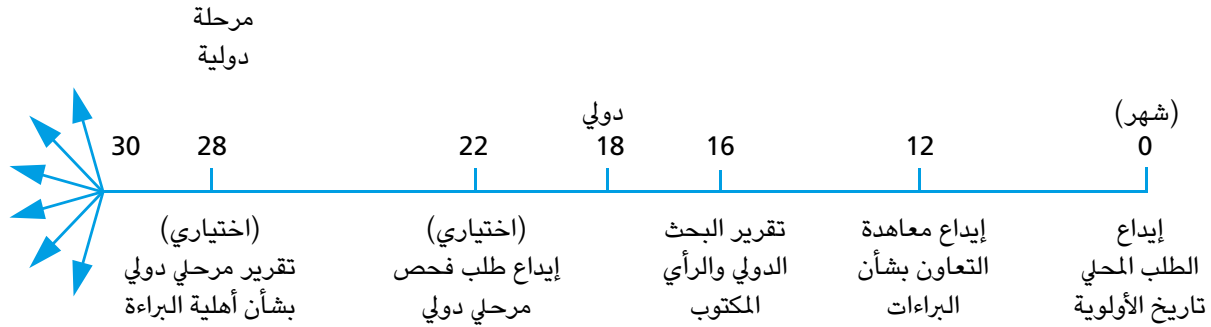 مرحلة
دولية
(شهر)
دولي
0
12
16
18
22
28
30
إيداع
الطلب المحلي
تاريخ الأولوية
إيداع معاهدة
التعاون بشأن
البراءات
تقرير البحث
الدولي والرأي
المكتوب
(اختياري)
إيداع طلب فحص
مرحلي دولي
(اختياري)
تقرير مرحلي دولي
بشأن أهلية البراءة